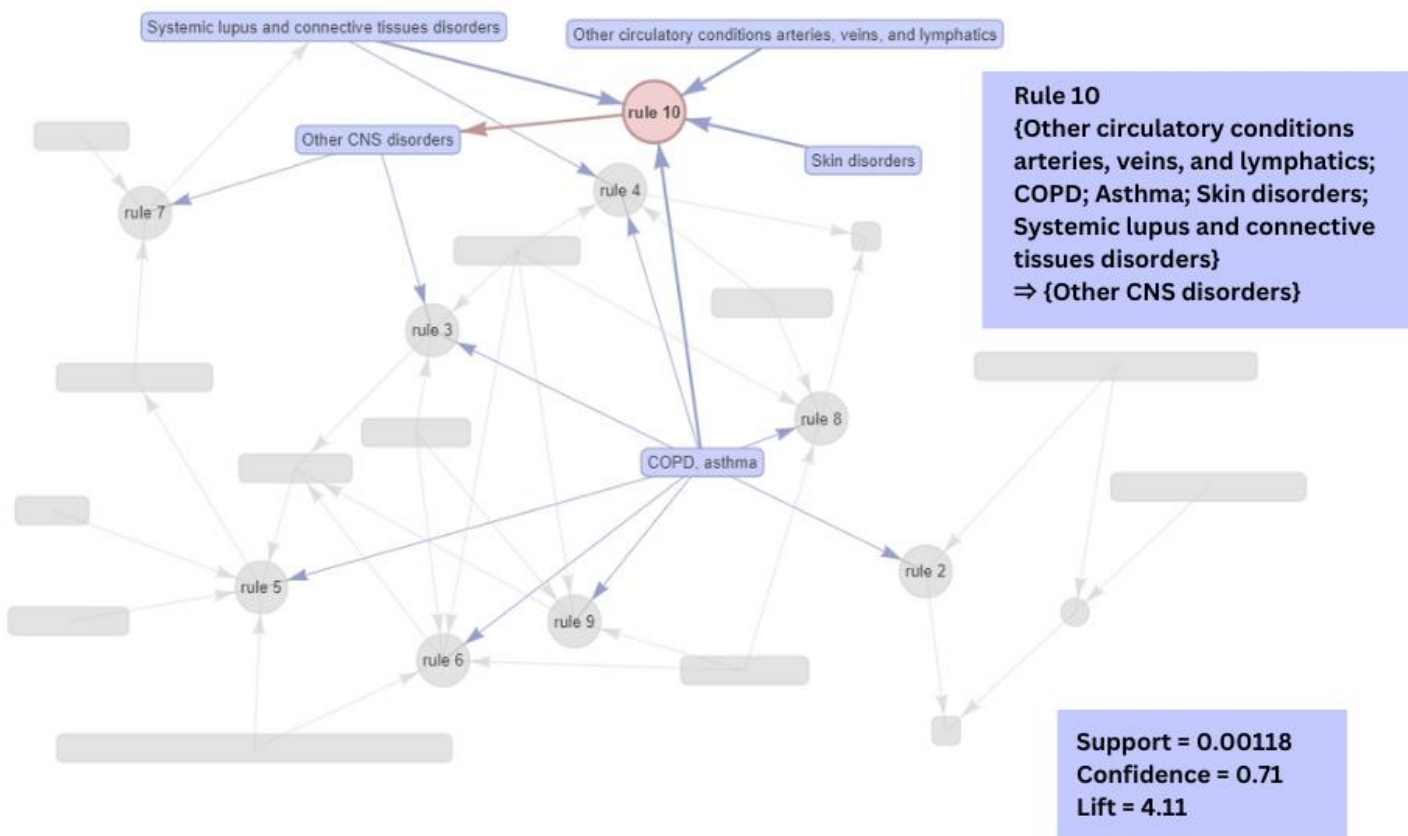 Systemic lupus and connective tissues disorders
Other circulatory conditions arteries, veins, and lymphatics
rule 10
Other CNS disorders
Skin disorders
rule 4
rule 7
rule 3
rule 8
COPD, asthma
rule 5
rule 2
rule 9
rule 6
Rule 10
{Other circulatory conditions
arteries, veins, and lymphatics;
COPD; Asthma; Skin disorders;
Systemic lupus and connective
tissues disorders}
⇒ {Other CNS disorders}
Support = 0.00118
Confidence = 0.71
Lift = 4.11